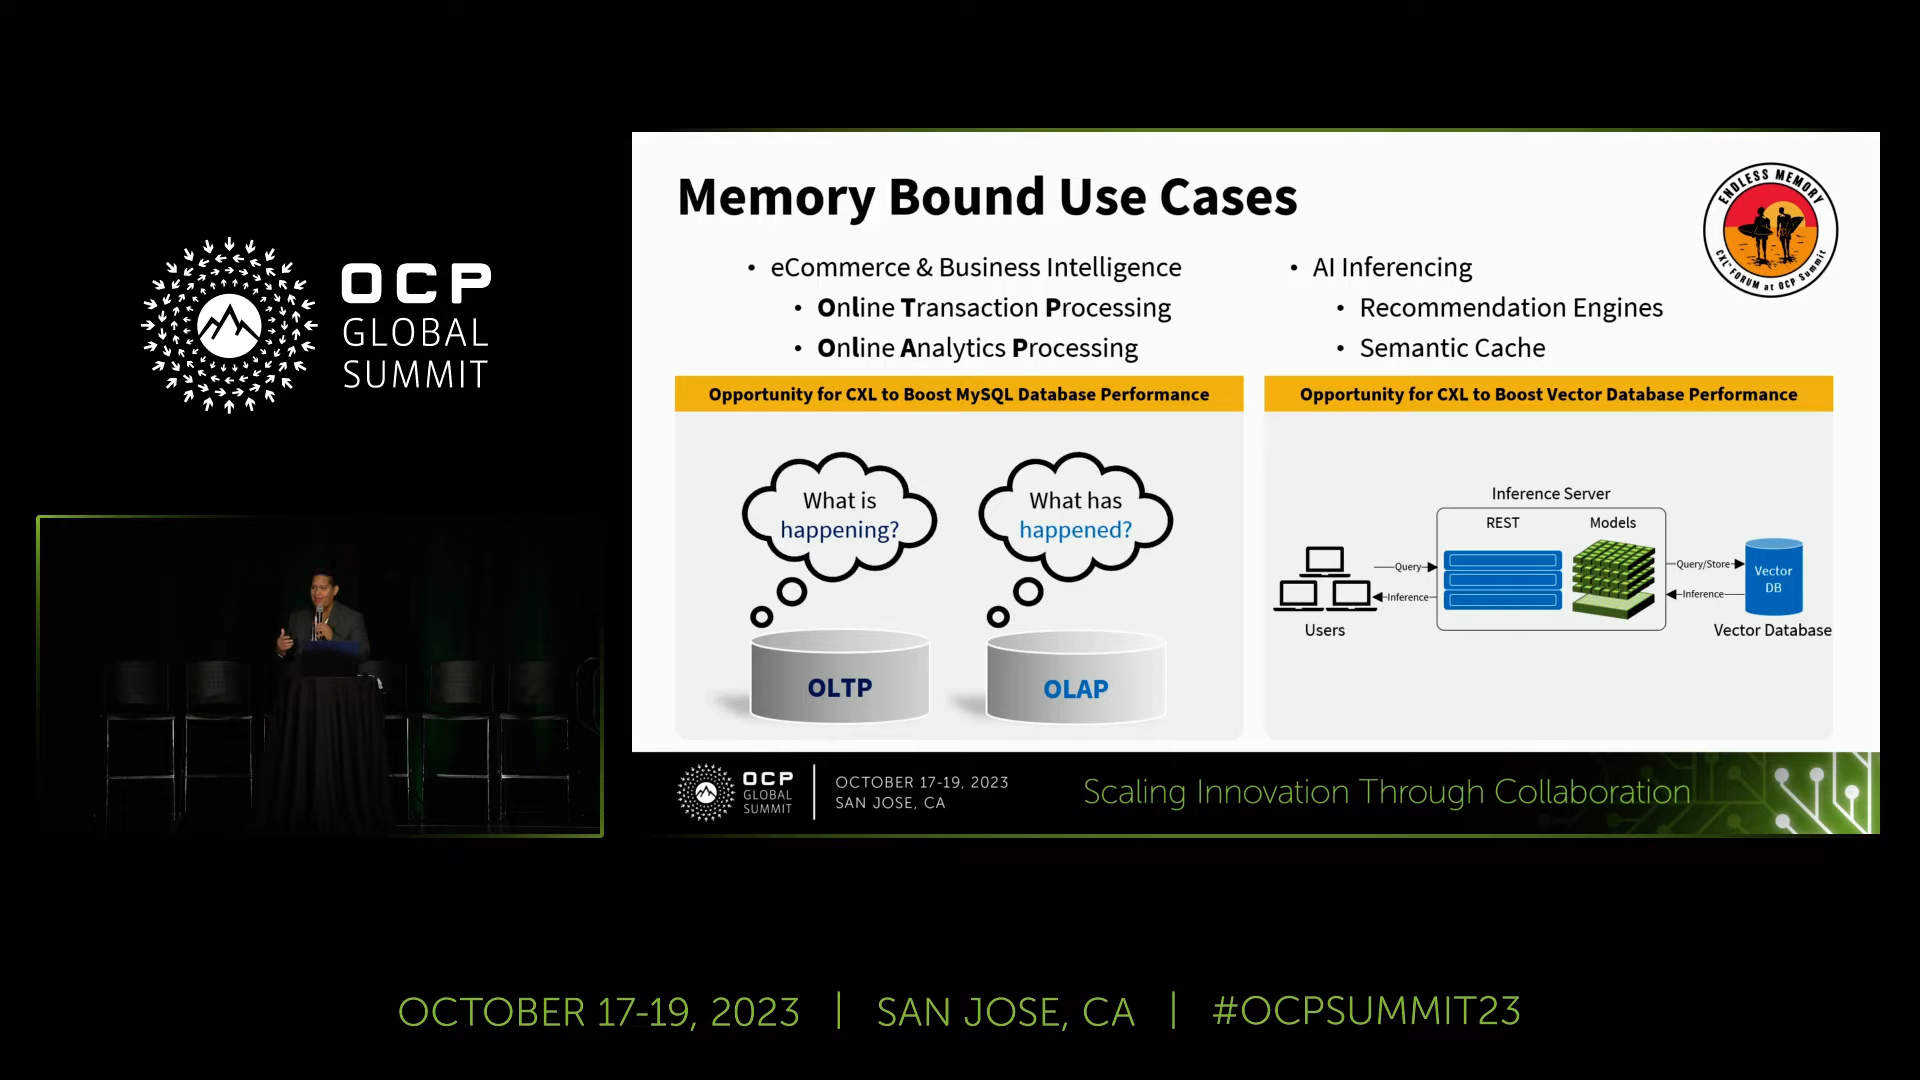 OCP
GLOBAL
SUMMIT
Memory Bound Use Cases
ENDLESS MEMORY
CXL™ FORUM at OCP Summit
• eCommerce & Business Intelligence
• Online Transaction Processing
• Online Analytics Processing
• AI Inferencing
• Recommendation Engines
• Semantic Cache
Opportunity for CXL to Boost MySQL Database Performance
What is
happening?
What has
happened?
OLTP
OLAP
Opportunity for CXL to Boost Vector Database Performance
Inference Server
REST
Models
Query
Inference
Query/Store
Inference
Vector
DB
Users
Vector Database
OCP
GLOBAL
SUMMIT
OCTOBER 17-19, 2023
SAN JOSE, CA
Scaling Innovation Through Collaboration
OCTOBER 17-19, 2023 | SAN JOSE, CA | #OCPSUMMIT23